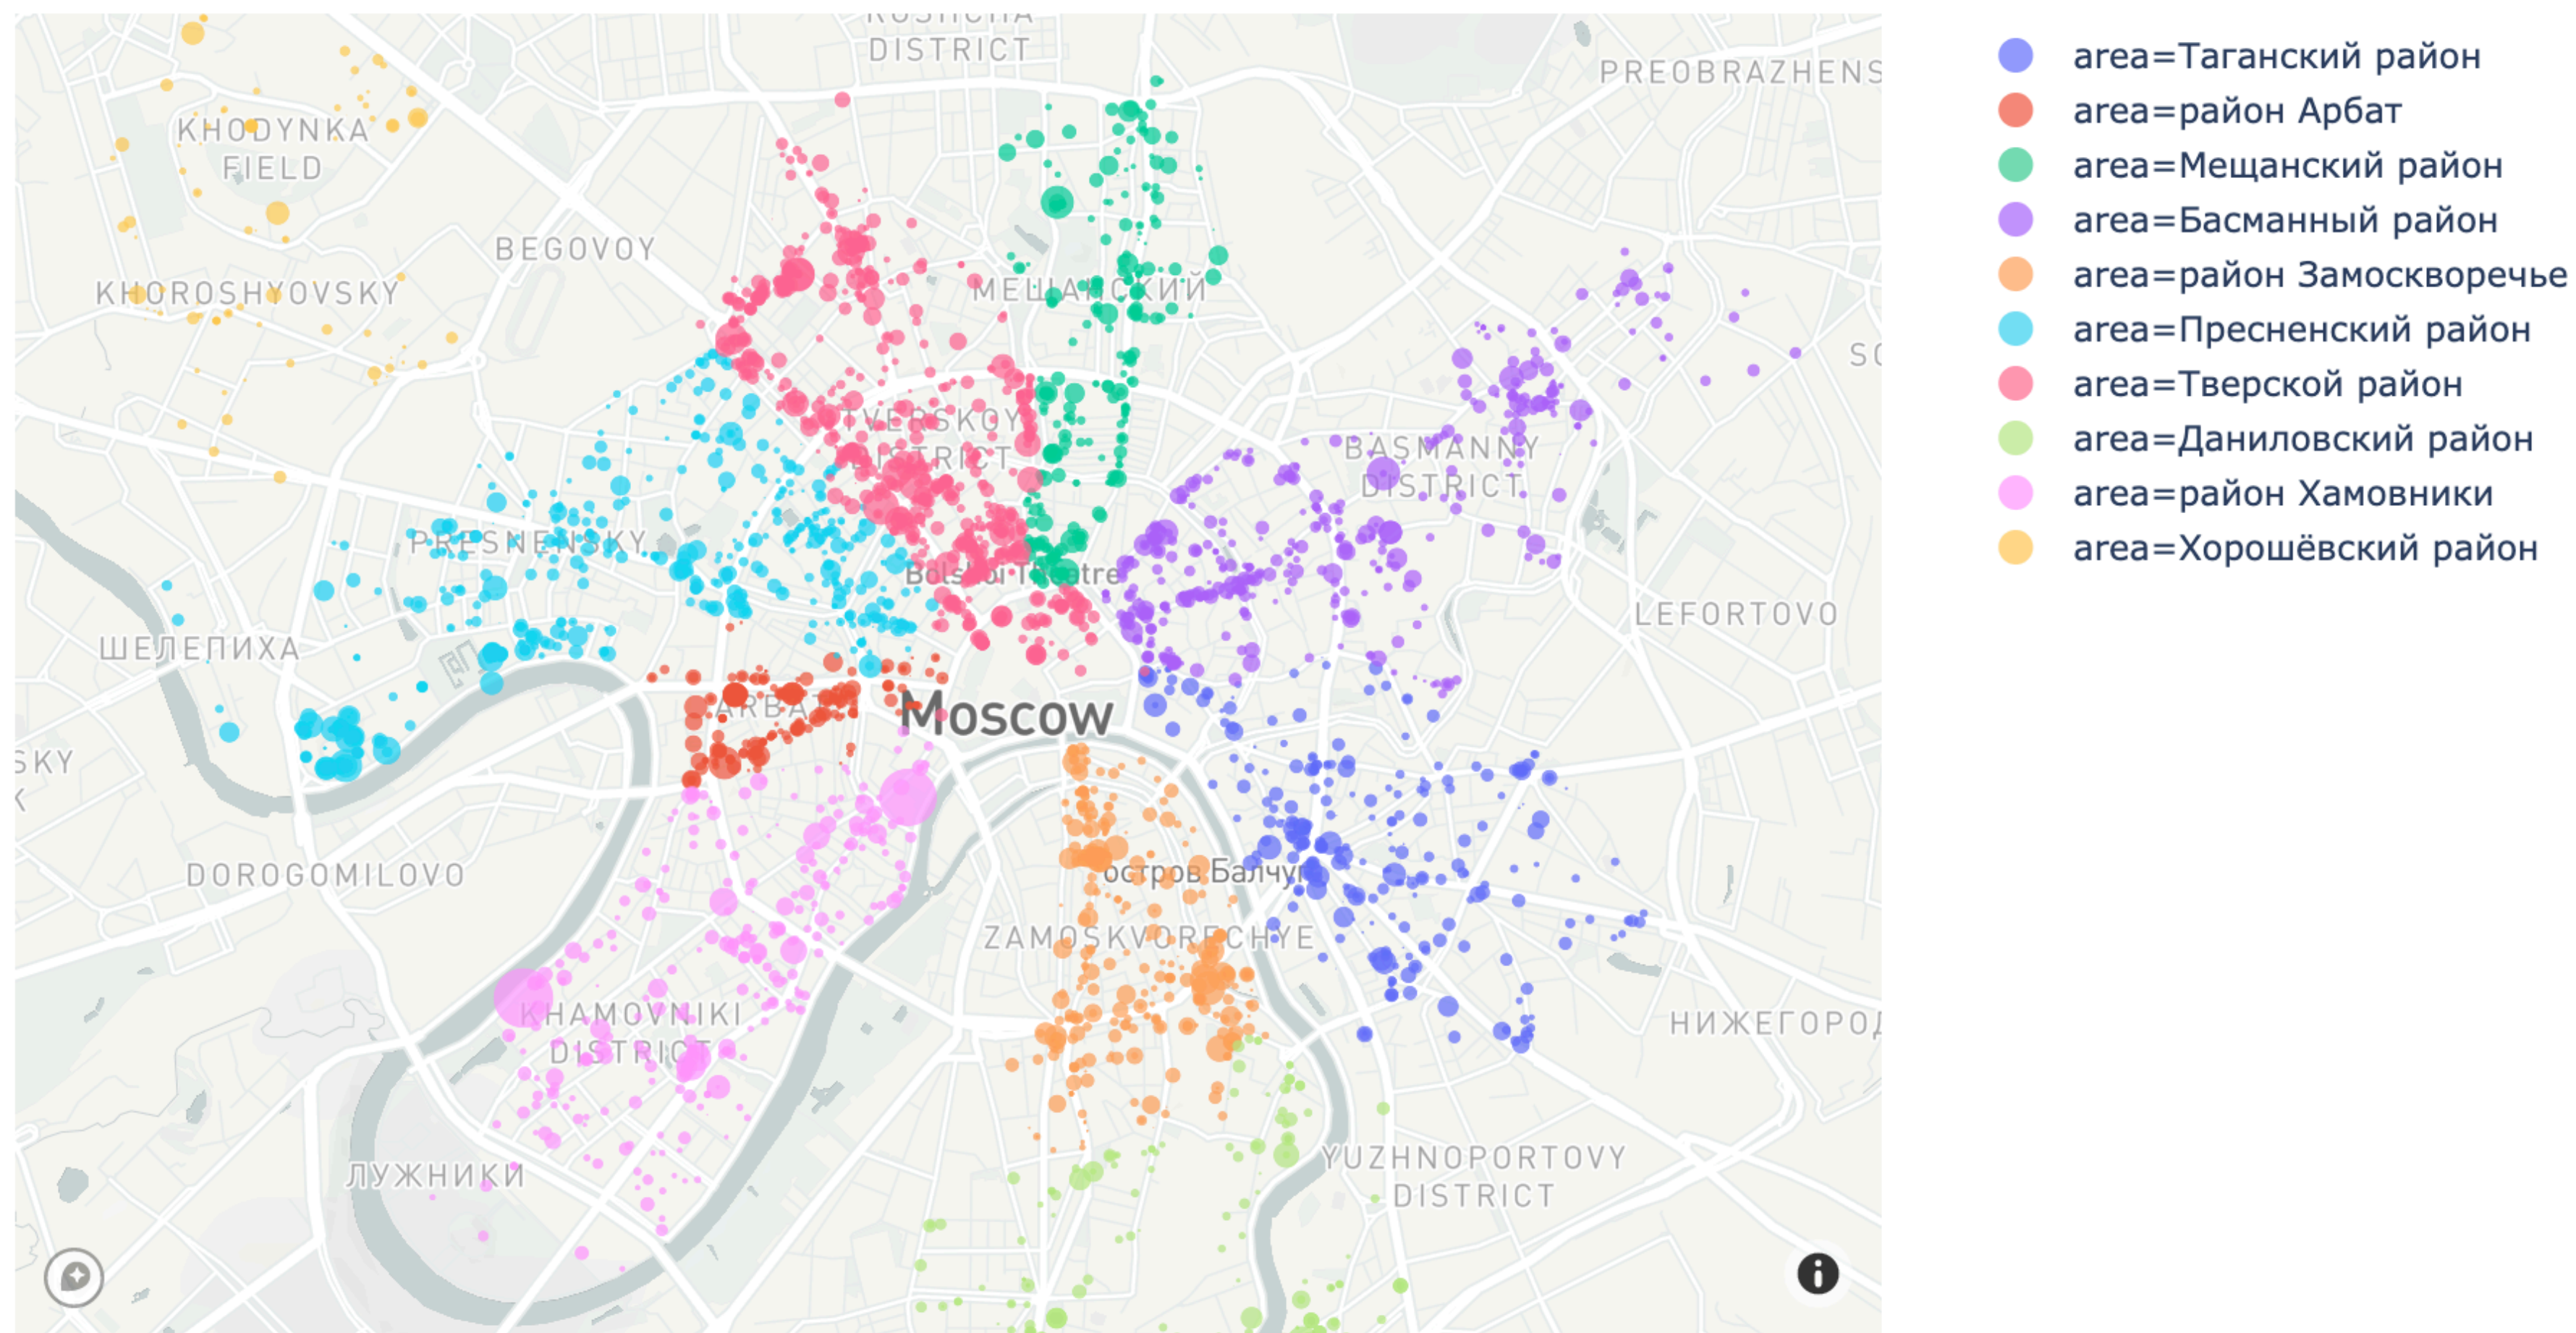 DISTRICT
PREOBRAZHENS
KHODYNKA
FIELD
BEGOVOY
KHOROSHYOVSKY
МЕЩАНСКИЙ
TVERSKOY
DISTRICT
BASMANNY
DISTRICT
PRESNENSKY
Bolshoi Theatre
LEFORTOVO
ШЕЛЕПИХА
ARBAT
Moscow
SKY
K
DOROGOMILOVO
остров Балчуг
ZAMOSKVORECHYE
KHAMOVNIKI
DISTRICT
НИЖЕГОРОД
ЛУЖНИКИ
YUZHNOPORTOVY
DISTRICT
area=Таганский район
area=район Арбат
area=Мещанский район
area=Басманный район
area=район Замоскворечье
area=Пресненский район
area=Тверской район
area=Даниловский район
area=район Хамовники
area=Хорошёвский район